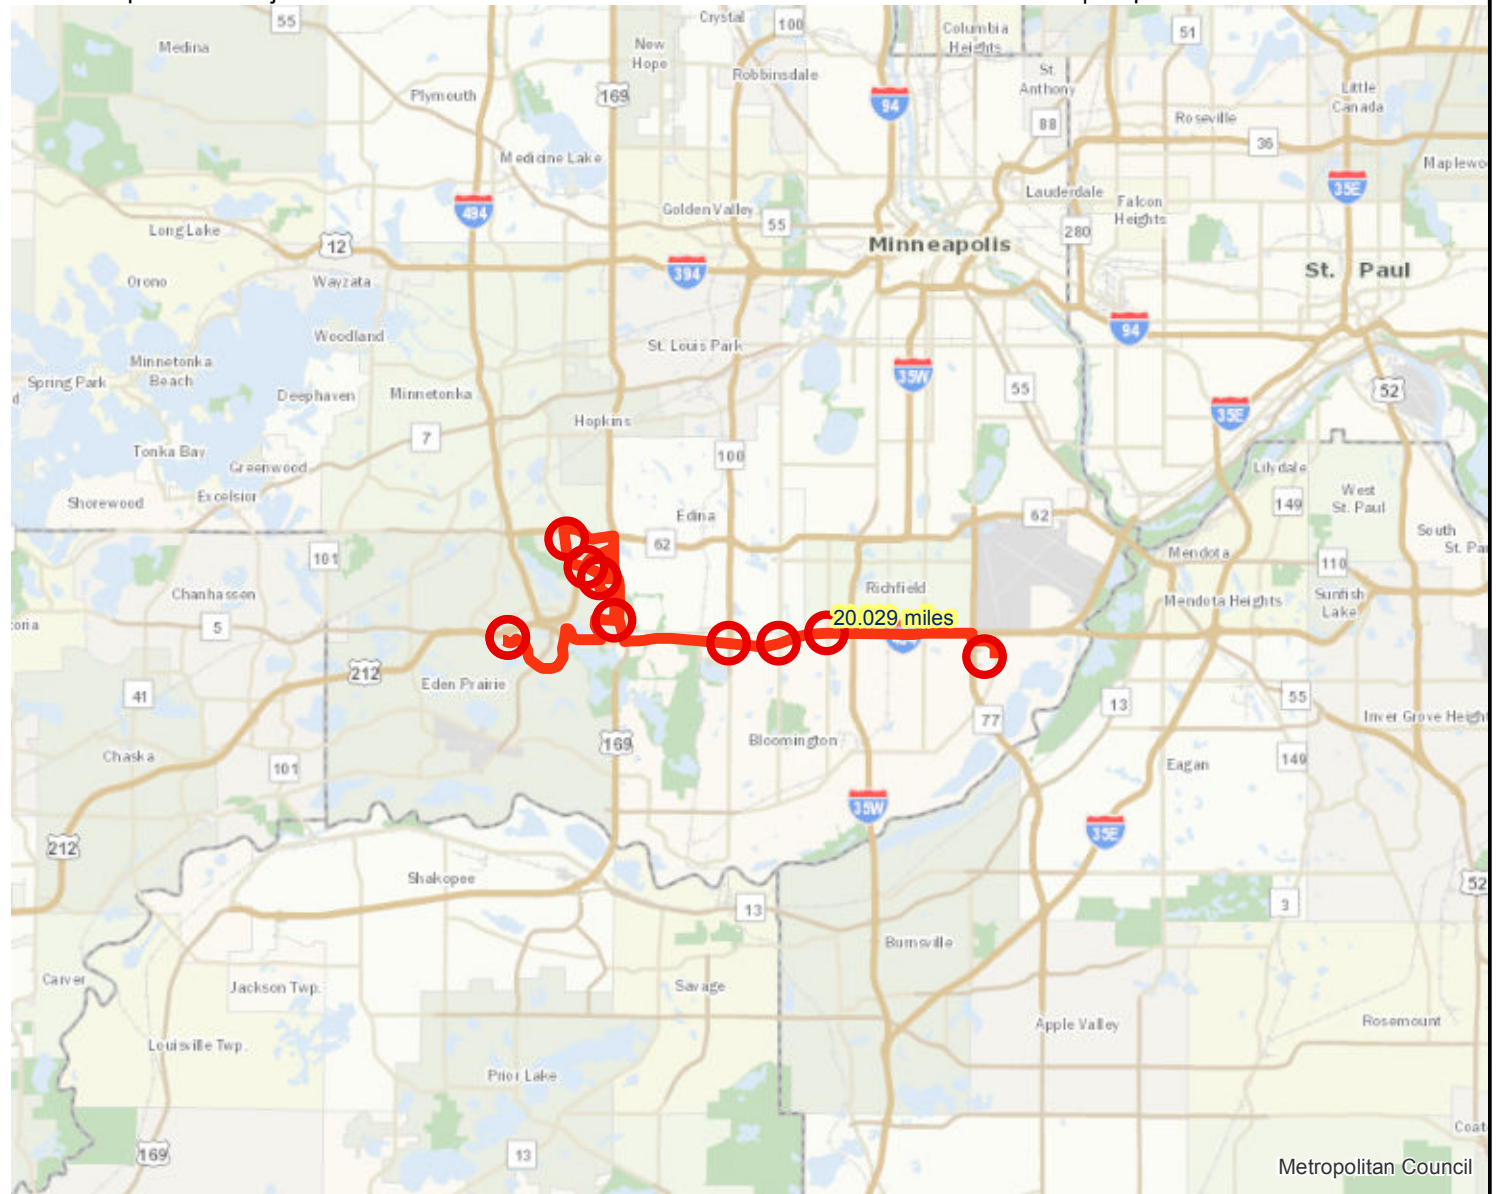 55
Crystal
100
Columbia
Heights
51
Medina
New
Hope
Robbinsdale
St.
Anthony
Little
Canada
Plymouth
169
94
88
Roseville
36
Medicine Lake
Maplewo
494
Golden Valley
55
Lauderdale
Falcon
Heights
35E
Long Lake
12
280
Minneapolis
394
St. Paul
Orono
Wayzata
Woodland
94
St. Louis Park
Minnetonka
Beach
Spring Park
d
35W
Deephaven
Minnetonka
55
52
35E
Hopkins
7
Tonka Bay
Greenwood
100
Lilydale
Excelsior
Shorewood
149
West
St. Paul
Edina
62
62
South
St. Pa
101
Mendota
110
Chanhassen
Richfield
Mendota Heights
Sunfish
Lake
oria
5
20.029 miles
212
Eden Prairie
41
13
55
77
Inver Grove Height
169
Bloomington
Chaska
101
Eagan
149
35W
35E
212
Shakopee
52
13
3
Burnsville
Carver
Jackson Twp.
Savage
Apple Valley
Rosemount
Louisville Twp.
Prior Lake
Coat
169
13
Metropolitan Council